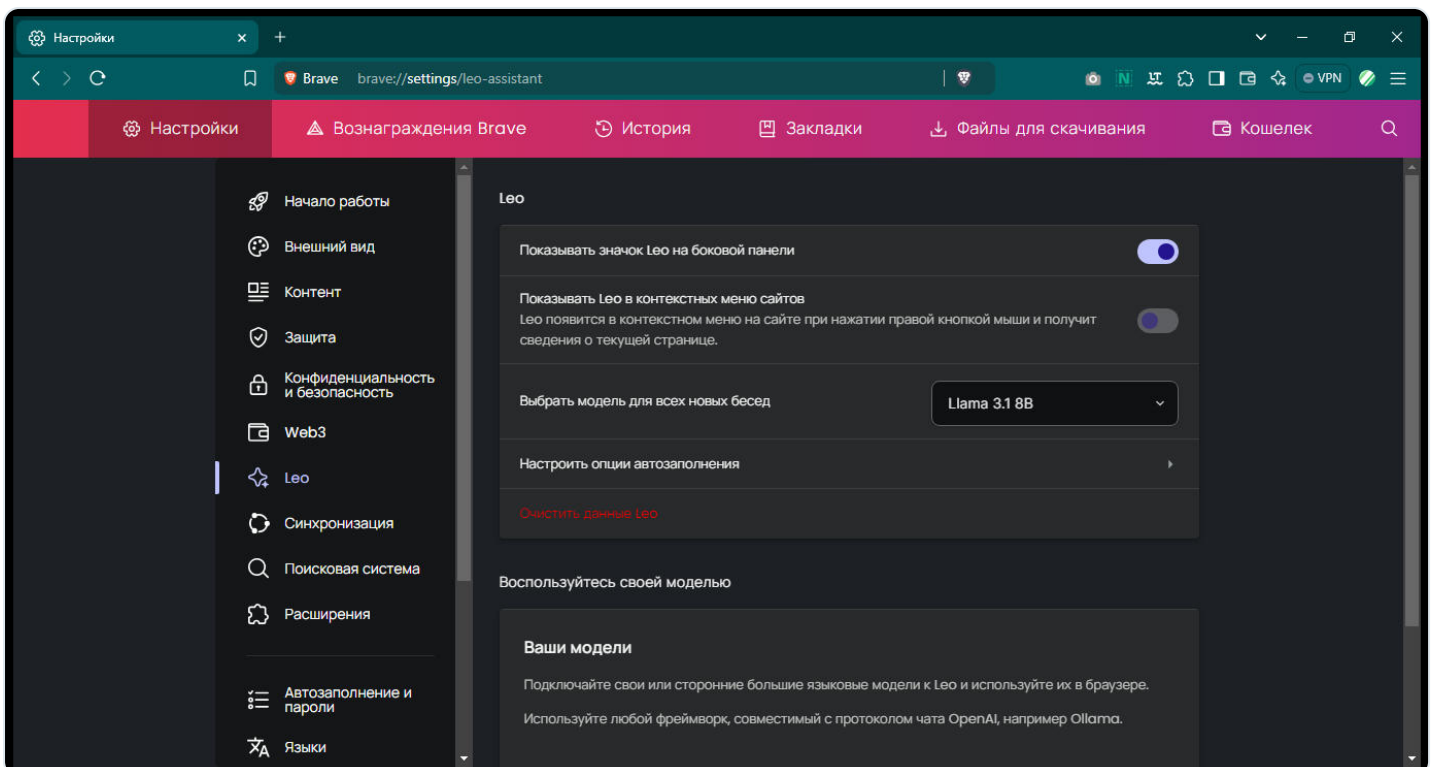 Настройки
Brave brave://settings/leo-assistant
N
VPN
Настройки
Вознаграждения Brave
История
Закладки
Файлы для скачивания
Кошелек
Начало работы
Внешний вид
Контент
Защита
Конфиденциальность
и безопасность
Web3
Leo
Синхронизация
Поисковая система
Расширения
Автозаполнение и
пароли
Языки
Leo
Показывать значок Leo на боковой панели
Показывать Leo в контекстных меню сайтов
Leo появится в контекстном меню на сайте при нажатии правой кнопкой мыши и получит
сведения о текущей странице.
Выбрать модель для всех новых бесед
Llama 3.1 8B
Настроить опции автозаполнения
Очистить данные Leo
Воспользуйтесь своей моделью
Ваши модели
Подключайте свои или сторонние большие языковые модели к Leo и используйте их в браузере.
Используйте любой фреймворк, совместимый с протоколом чата OpenAI, например Ollama.